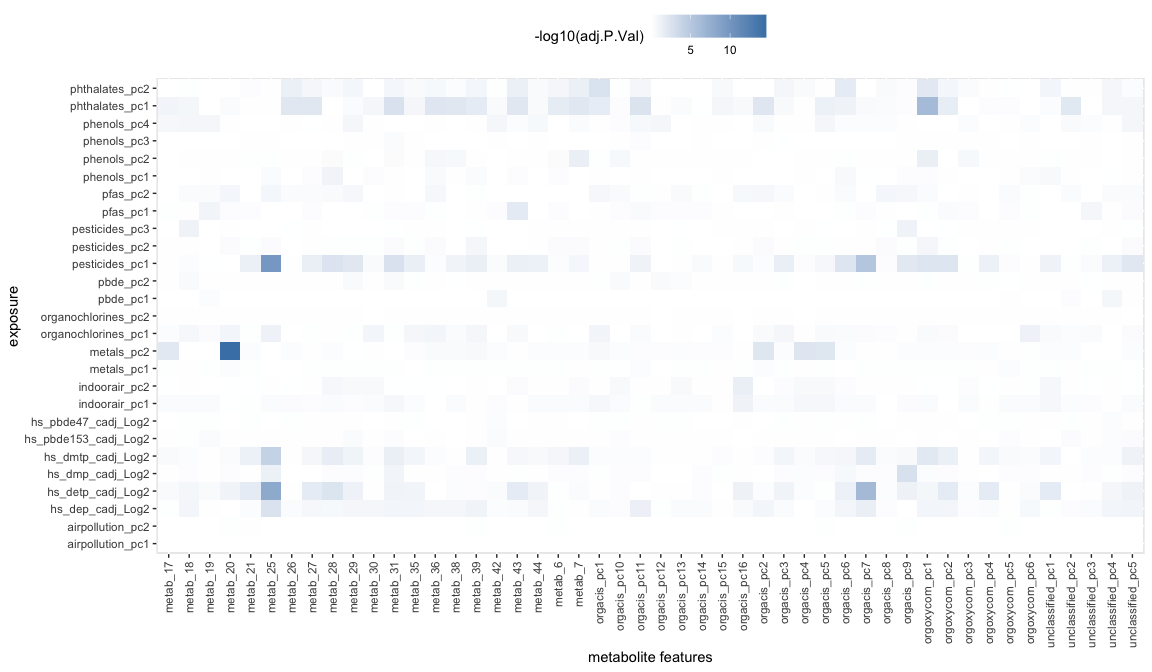 -log10(adj.P.Val)
5 10
exposure
phthalates_pc2
phthalates_pc1
phenols_pc4
phenols_pc3
phenols_pc2
phenols_pc1
pfas_pc2
pfas_pc1
pesticides_pc3
pesticides_pc2
pesticides_pc1
pbde_pc2
pbde_pc1
organochlorines_pc2
organochlorines_pc1
metals_pc2
metals_pc1
indoorair_pc2
indoorair_pc1
hs_pbde47_cadj_Log2
hs_pbde153_cadj_Log2
hs_dmtp_cadj_Log2
hs_dmp_cadj_Log2
hs_detp_cadj_Log2
hs_dep_cadj_Log2
airpollution_pc2
airpollution_pc1
metab_17
metab_18
metab_19
metab_20
metab_21
metab_25
metab_26
metab_27
metab_28
metab_29
metab_30
metab_31
metab_35
metab_36
metab_38
metab_39
metab_42
metab_43
metab_44
metab_6
metab_7
orgacis_pc1
orgacis_pc10
orgacis_pc11
orgacis_pc12
orgacis_pc13
orgacis_pc14
orgacis_pc15
orgacis_pc16
orgacis_pc2
orgacis_pc3
orgacis_pc4
orgacis_pc5
orgacis_pc6
orgacis_pc7
orgacis_pc8
orgacis_pc9
orgoxycom_pc1
orgoxycom_pc2
orgoxycom_pc3
orgoxycom_pc4
orgoxycom_pc5
orgoxycom_pc6
unclassified_pc1
unclassified_pc2
unclassified_pc3
unclassified_pc4
unclassified_pc5
metabolite features